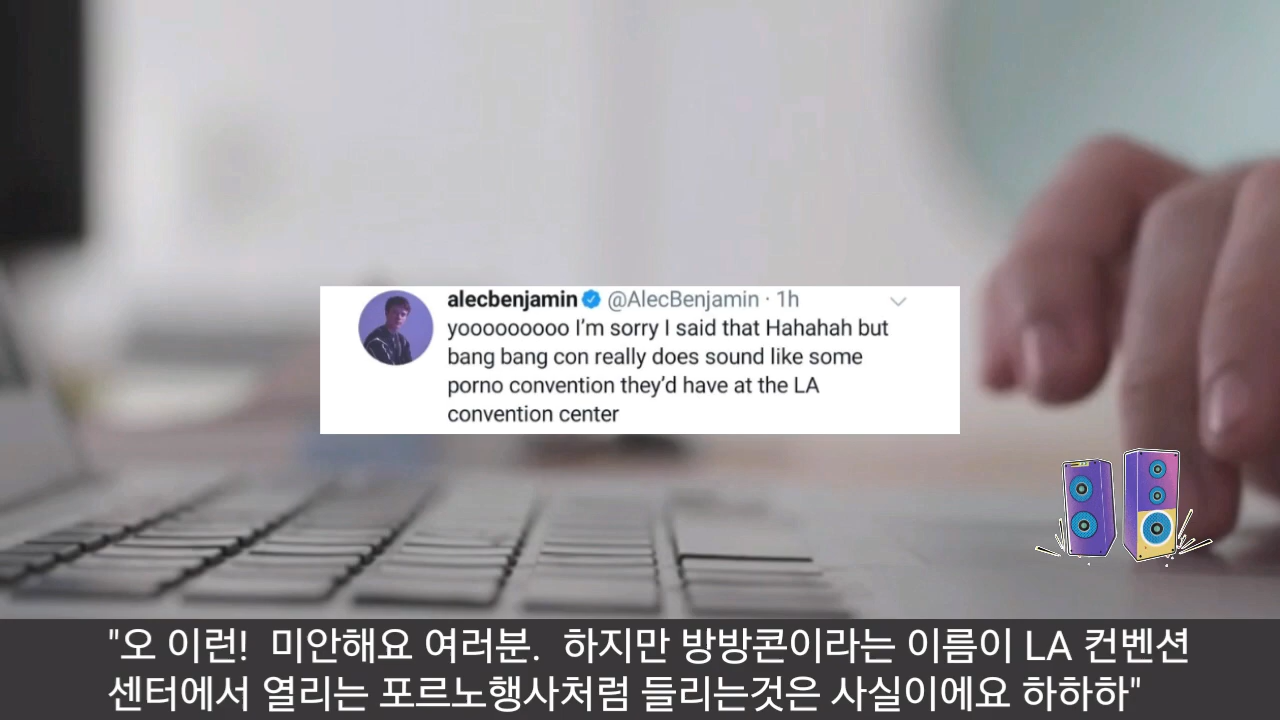 alecbenjamin @AlecBenjamin · 1h
yoooooooooo I'm sorry I said that Hahahah but
bang bang con really does sound like some
porno convention they'd have at the LA
convention center
"오 이런!  미안해요 여러분.  하지만 방방콘이라는 이름이 LA 컨벤션
센터에서 열리는 포르노행사처럼 들리는것은 사실이에요 하하하"